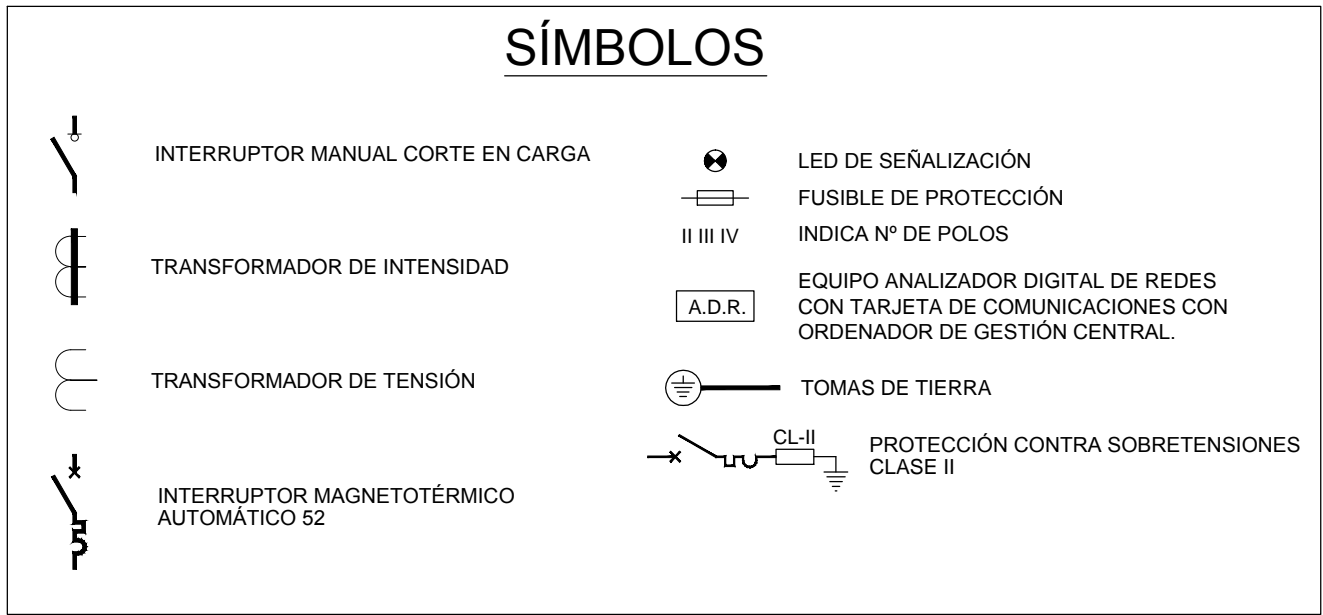 SÍMBOLOS
INTERRUPTOR MANUAL CORTE EN CARGA
TRANSFORMADOR DE INTENSIDAD
TRANSFORMADOR DE TENSIÓN
INTERRUPTOR MAGNETOTÉRMICO
AUTOMÁTICO 52
LED DE SEÑALIZACIÓN
FUSIBLE DE PROTECCIÓN
II III IV INDICA Nº DE POLOS
A.D.R.
EQUIPO ANALIZADOR DIGITAL DE REDES
CON TARJETA DE COMUNICACIONES CON
ORDENADOR DE GESTIÓN CENTRAL.
TOMAS DE TIERRA
CL-II
PROTECCIÓN CONTRA SOBRETENSIONES
CLASE II